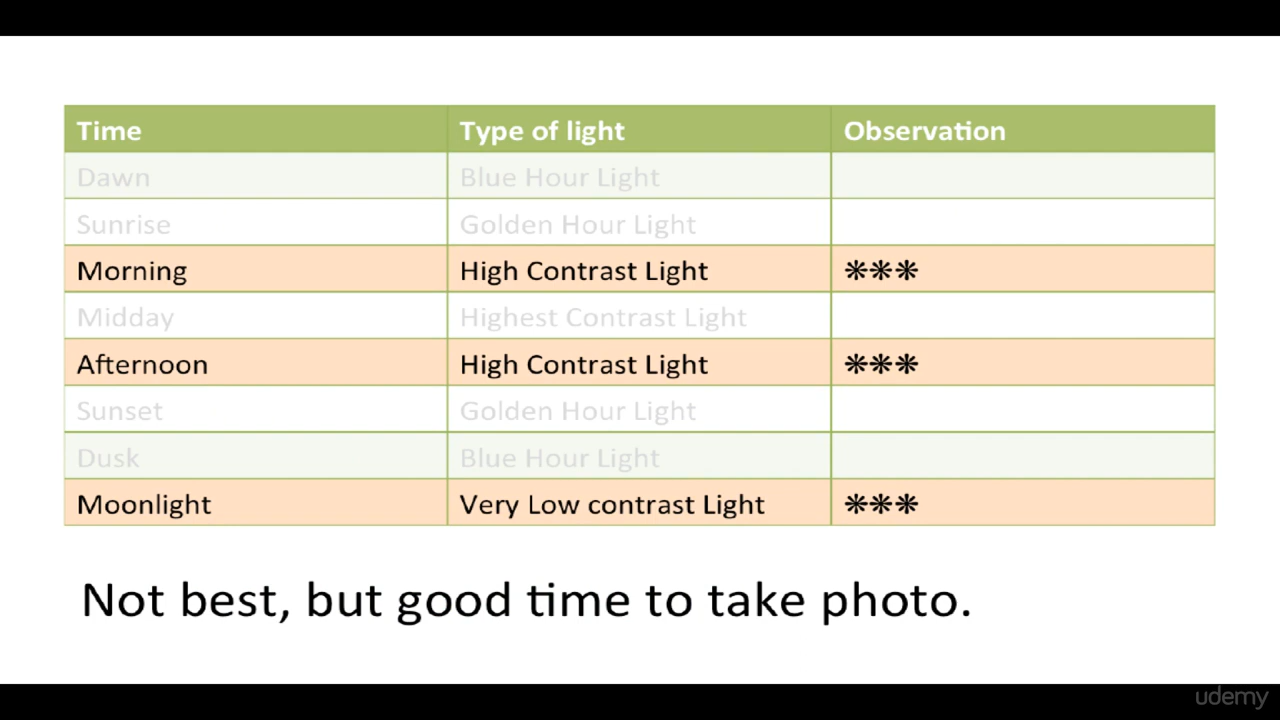 Time Type of light Observation
Dawn Blue Hour Light
Sunrise Golden Hour Light
Morning High Contrast Light ❋❋❋
Midday Highest Contrast Light
Afternoon High Contrast Light ❋❋❋
Sunset Golden Hour Light
Dusk Blue Hour Light
Moonlight Very Low contrast Light ❋❋❋
Not best, but good time to take photo.
udemy